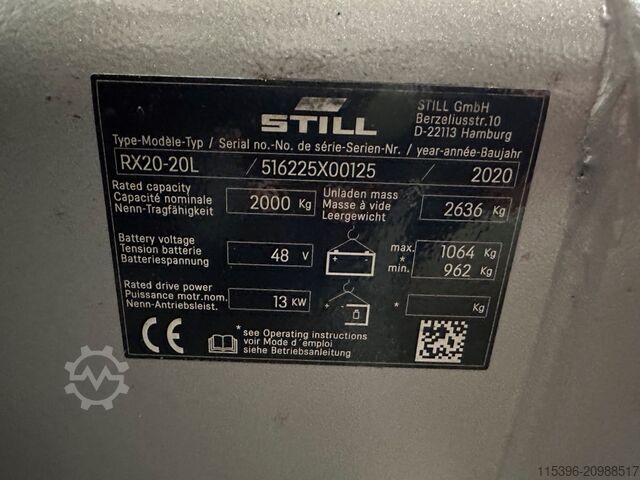 STILL
STILL GmbH
Berzeliusstr.10
D-22113 Hamburg
Type-Modèle-Typ / Serial no.-No. de série-Serien-Nr. / year-année-Baujahr
RX20-20L / 516225X00125 / 2020
Rated capacity
Capacité nominale
Nenn-Tragfähigkeit
2000 Kg
Unladen mass
Masse à vide
Leergewicht
2636 Kg
Battery voltage
Tension batterie
Batteriespannung
48 V
max. 1064 Kg
*
min. 962 Kg
Rated drive power
Puissance motr.nom.
Nenn-Antriebsleist.
13 KW
* Kg
CE
* see Operating instructions
voir Mode d´emploi
siehe Betriebsanleitung
115396-20988517